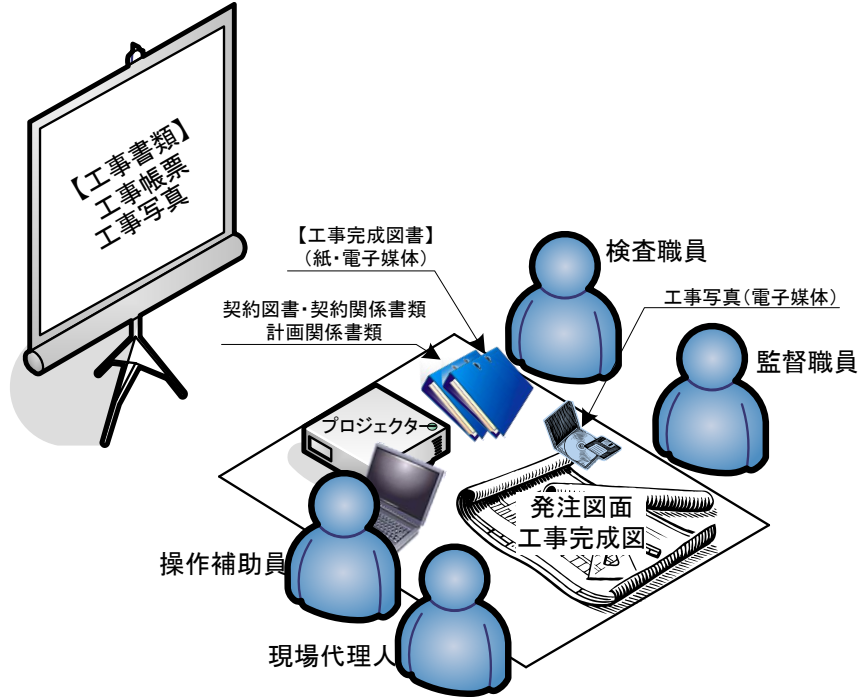 【工事書類】
工事帳票
工事写真
【工事完成図書】
（紙・電子媒体）
検査職員
工事写真（電子媒体）
契約図書・契約関係書類
計画関係書類
監督職員
プロジェクター
発注図面
工事完成図
操作補助員
現場代理人